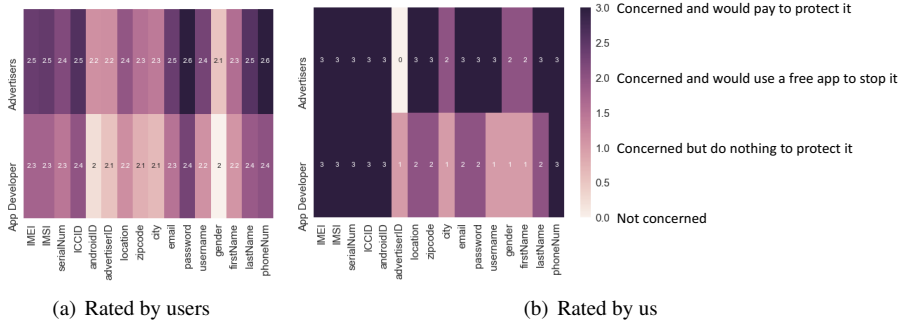 Advertisers
2.5 2.5 2.4 2.5 2.2 2.2 2.4 2.3 2.3 2.5 2.6 2.4 2.1 2.4 2.5 2.6
App Developer
2.3 2.3 2.3 2.4 2 2.1 2.2 2.1 2.1 2.3 2.4 2.2 2 2.2 2.4 2.4
IMEI
IMSI
serialNum
ICCID
androidID
advertiserID
location
zipcode
city
email
password
username
gender
firstName
lastName
phoneNum
(a) Rated by users
Advertisers
3 3 3 3 3 0 3 3 2 3 3 3 2 2 3 3
App Developer
3 3 3 3 3 1 2 2 1 2 2 1 1 1 2 3
IMEI
IMSI
serialNum
ICCID
androidID
advertiserID
location
zipcode
city
email
password
username
gender
firstName
lastName
phoneNum
(b) Rated by us
3.0 Concerned and would pay to protect it
2.5
2.0 Concerned and would use a free app to stop it
1.5
1.0 Concerned but do nothing to protect it
0.5
0.0 Not concerned